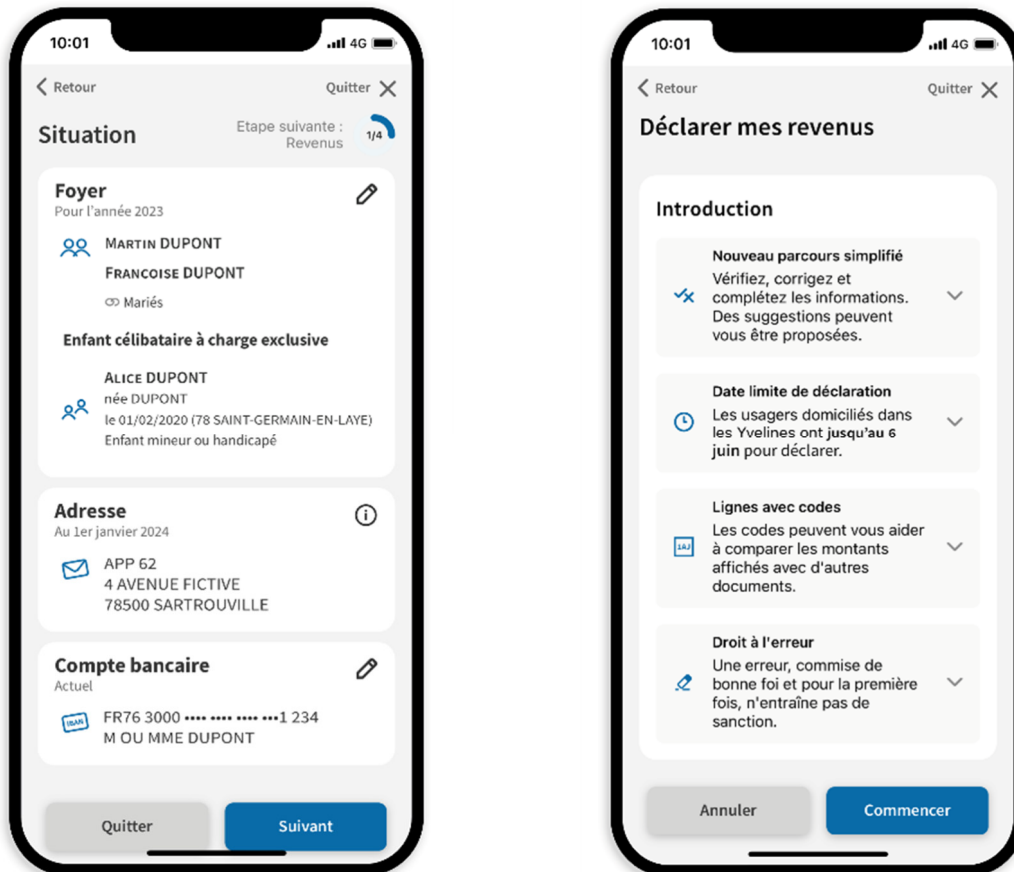 10:01
4G
Retour
Quitter
Situation
Etape suivante :
Revenus
1/4
Foyer
Pour l'année 2023
MARTIN DUPONT
FRANCOISE DUPONT
Mariés
Enfant célibataire à charge exclusive
ALICE DUPONT
née DUPONT
le 01/02/2020 (78 SAINT-GERMAIN-EN-LAYE)
Enfant mineur ou handicapé
Adresse
Au 1er janvier 2024
APP 62
4 AVENUE FICTIVE
78500 SARTROUVILLE
Compte bancaire
Actuel
IBAN
FR76 3000 •••• •••• •••• •••1 234
M OU MME DUPONT
Quitter
Suivant
10:01
4G
Retour
Quitter
Déclarer mes revenus
Introduction
Nouveau parcours simplifié
Vérifiez, corrigez et
complétez les informations.
Des suggestions peuvent
vous être proposées.
Date limite de déclaration
Les usagers domiciliés dans
les Yvelines ont jusqu'au 6
juin pour déclarer.
Lignes avec codes
1AJ
Les codes peuvent vous aider
à comparer les montants
affichés avec d'autres
documents.
Droit à l'erreur
Une erreur, commise de
bonne foi et pour la première
fois, n'entraîne pas de
sanction.
Annuler
Commencer